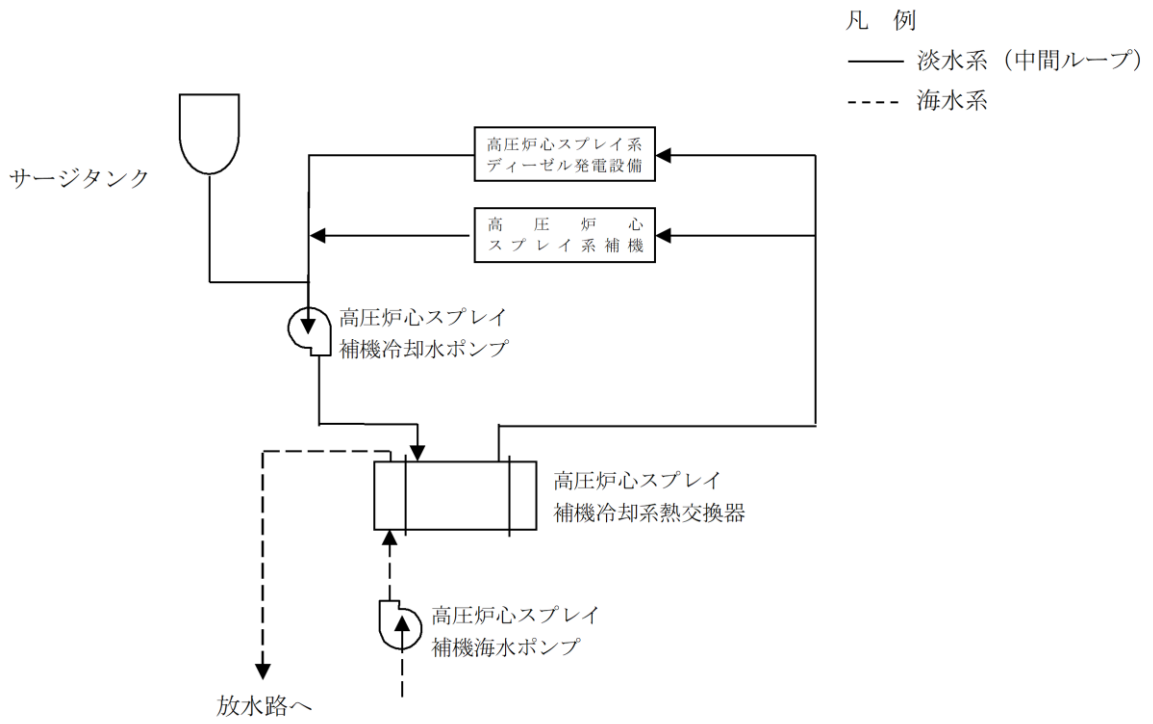 凡 例
淡水系（中間ループ）
海水系
サージタンク
高圧炉心スプレイ系
ディーゼル発電設備
高圧炉心
スプレイ系補機
高圧炉心スプレイ
補機冷却水ポンプ
高圧炉心スプレイ
補機冷却系熱交換器
高圧炉心スプレイ
補機海水ポンプ
放水路へ